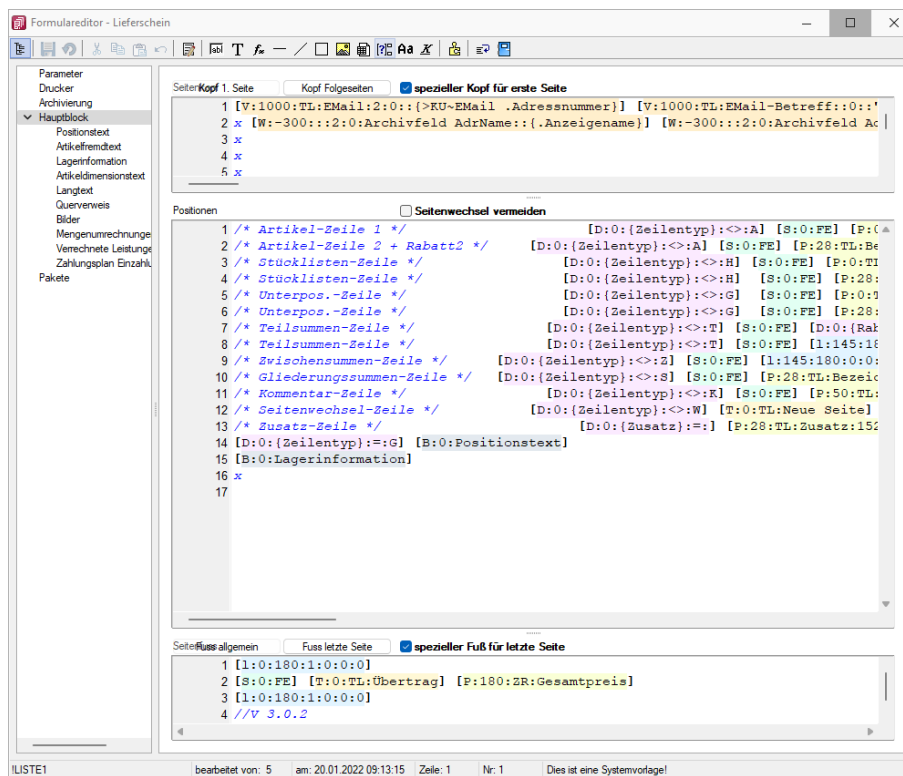 Formulareditor - Lieferschein
Parameter
Drucker
Archivierung
Hauptblock
Positionstext
Artikelfremdtext
Lagerinformation
Artikeldimensionstext
Langtext
Querverweis
Bilder
Mengenumrechnunge
Verrechnete Leistunge
Zahlungsplan Einzahlu
Pakete
Kopf 1. Seite
Kopf Folgeseiten
spezieller Kopf für erste Seite
1 [V:1000:TL:EMail:2:0::{>KU~EMail .Adressnummer}] [V:1000:TL:EMail-Betreff::0::'
2 x [W:-300:::2:0:Archivfeld AdrName::{.Anzeigename}] [W:-300:::2:0:Archivfeld Ad
3 x
4 x
5 x
Positionen
Seitenwechsel vermeiden
1 /* Artikel-Zeile 1 */ [D:0:{Zeilentyp}:<>:A] [S:0:FE] [P:0
2 /* Artikel-Zeile 2 + Rabatt2 */ [D:0:{Zeilentyp}:<>:A] [S:0:FE] [P:28:TL:Be
3 /* Stücklisten-Zeile */ [D:0:{Zeilentyp}:<>:H] [S:0:FE] [P:0:TL
4 /* Stücklisten-Zeile */ [D:0:{Zeilentyp}:<>:H] [S:0:FE] [P:28:
5 /* Unterpos.-Zeile */ [D:0:{Zeilentyp}:<>:G] [S:0:FE] [P:0:T
6 /* Unterpos.-Zeile */ [D:0:{Zeilentyp}:<>:G] [S:0:FE] [P:28:
7 /* Teilsummen-Zeile */ [D:0:{Zeilentyp}:<>:T] [S:0:FE] [D:0:{Rab
8 /* Teilsummen-Zeile */ [D:0:{Zeilentyp}:<>:T] [S:0:FE] [l:145:18
9 /* Zwischensummen-Zeile */ [D:0:{Zeilentyp}:<>:Z] [S:0:FE] [l:145:180:0:0:
10 /* Gliederungssummen-Zeile */ [D:0:{Zeilentyp}:<>:S] [S:0:FE] [P:28:TL:Bezeic
11 /* Kommentar-Zeile */ [D:0:{Zeilentyp}:<>:K] [S:0:FE] [P:50:TL:
12 /* Seitenwechsel-Zeile */ [D:0:{Zeilentyp}:<>:W] [T:0:TL:Neue Seite]
13 /* Zusatz-Zeile */ [D:0:{Zusatz}:=:] [P:28:TL:Zusatz:152
14 [D:0:{Zeilentyp}:=:G] [B:0:Positionstext]
15 [B:0:Lagerinformation]
16 x
17
Fuss allgemein
Fuss letzte Seite
spezieller Fuß für letzte Seite
1 [l:0:180:1:0:0:0]
2 [S:0:FE] [T:0:TL:Übertrag] [P:180:ZR:Gesamtpreis]
3 [l:0:180:1:0:0:0]
4 //V 3.0.2
!LISTE1
bearbeitet von: 5
am: 20.01.2022 09:13:15
Zeile: 1
Nr: 1
Dies ist eine Systemvorlage!